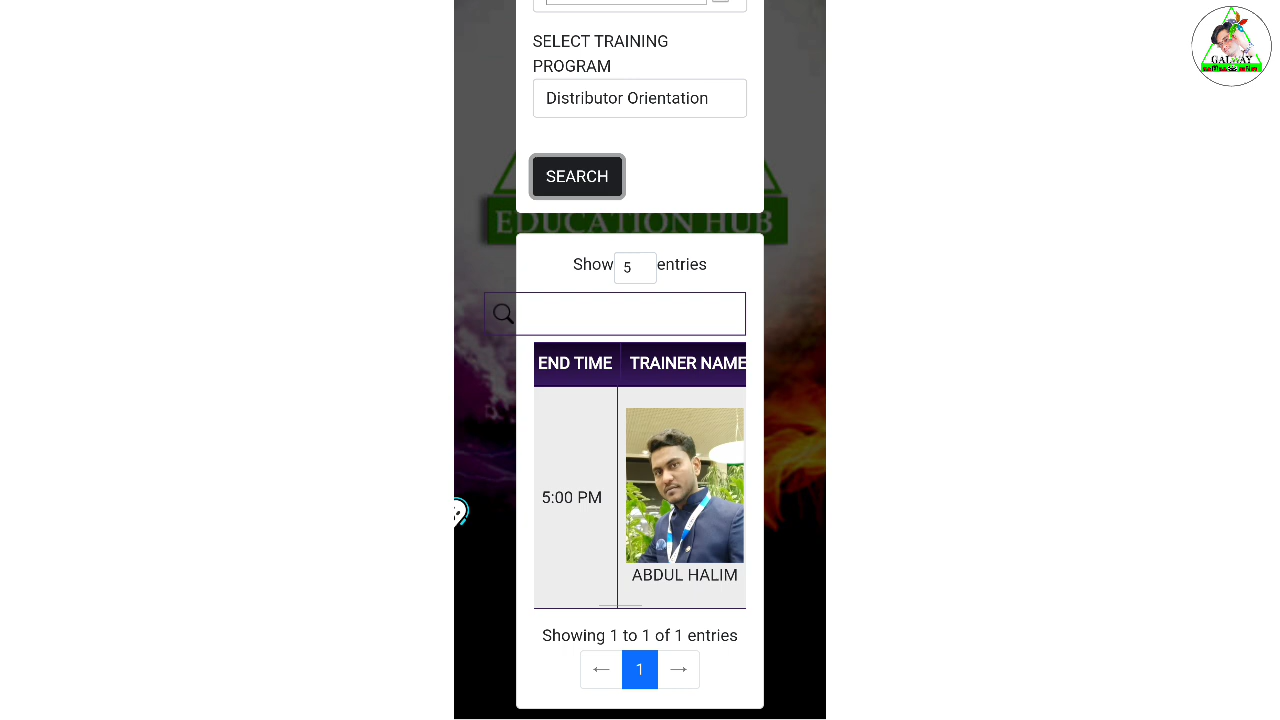 SELECT TRAINING
PROGRAM
Distributor Orientation
SEARCH
EDUCATION HUB
Show 5 entries
END TIME TRAINER NAME
5:00 PM
ABDUL HALIM
Showing 1 to 1 of 1 entries
← 1 →
GALWAY